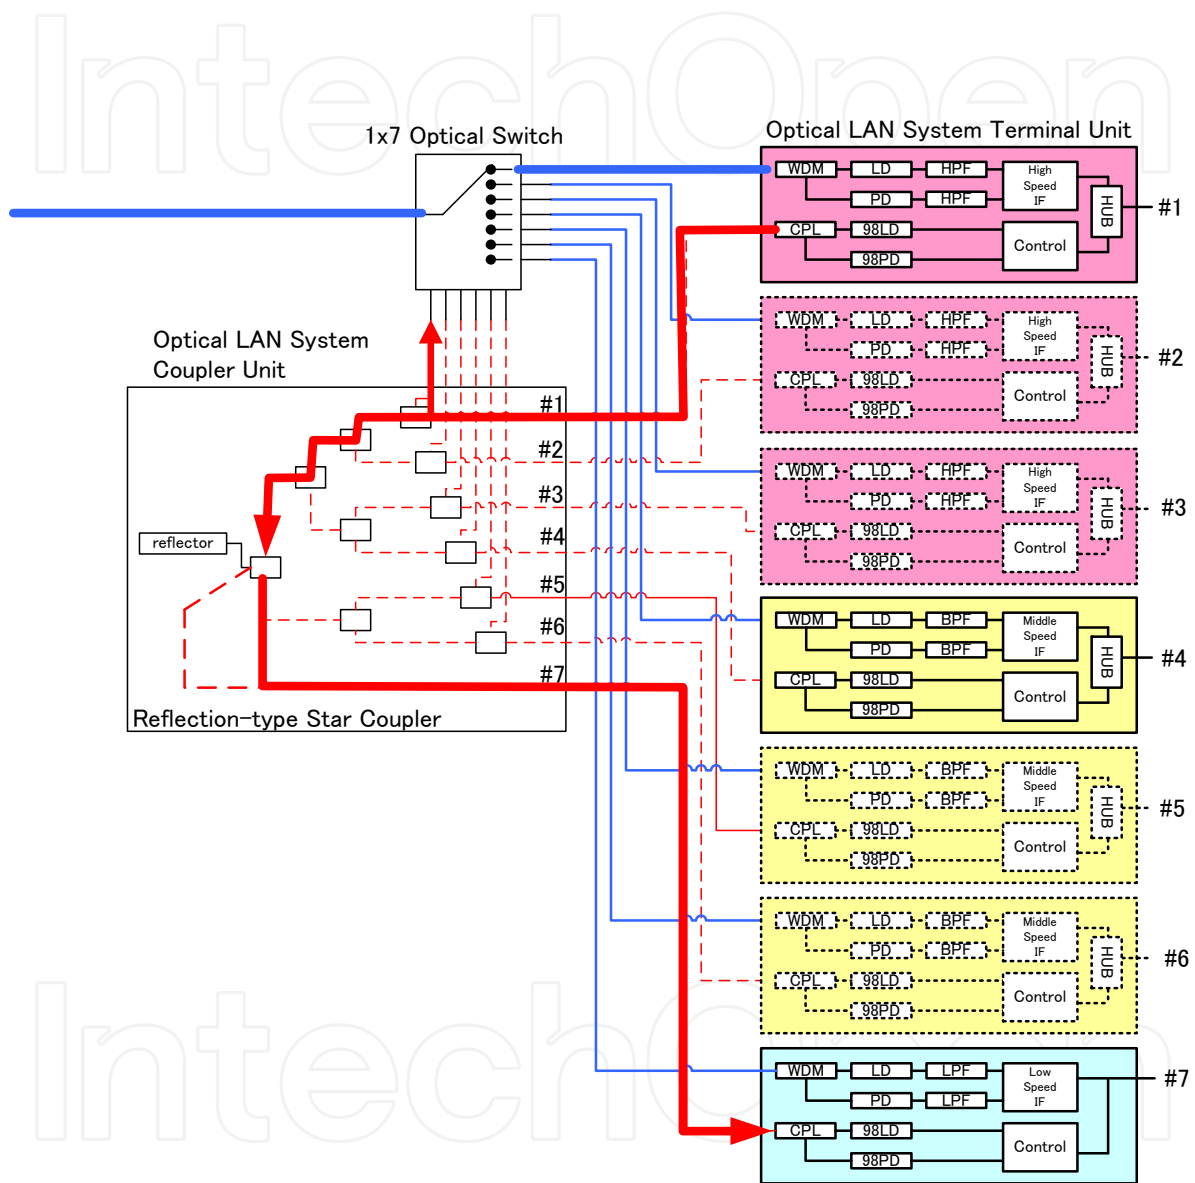 IntechOpen
1x7 Optical Switch
Optical LAN System Terminal Unit
WDM LD HPF High Speed IF
PD HPF
HUB
#1
CPL 98LD Control
98PD
WDM LD HPF High Speed IF
PD HPF
HUB
#2
CPL 98LD Control
98PD
WDM LD HPF High Speed IF
PD HPF
HUB
#3
CPL 98LD Control
98PD
WDM LD BPF Middle Speed IF
PD BPF
HUB
#4
CPL 98LD Control
98PD
WDM LD BPF Middle Speed IF
PD BPF
HUB
#5
CPL 98LD Control
98PD
WDM LD BPF Middle Speed IF
PD BPF
HUB
#6
CPL 98LD Control
98PD
WDM LD LPF Low Speed IF
PD LPF
#7
CPL 98LD Control
98PD
Optical LAN System
Coupler Unit
#1
#2
#3
#4
#5
#6
#7
reflector
Reflection-type Star Coupler
IntechOpen